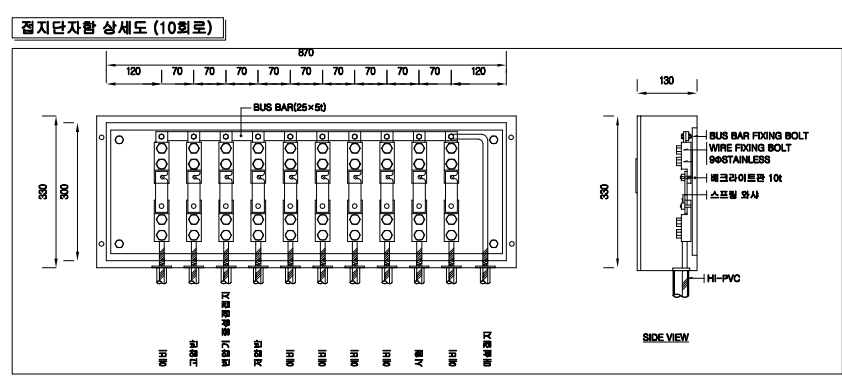 접지단자함 상세도 (10회로)
870
120 70 70 70 70 70 70 70 70 70 120
130
BUS BAR(25×5t)
BUS BAR FIXING BOLT
WIRE FIXING BOLT
9ΦSTAINLESS
베크라이트판 10t
스프링 와샤
330
300
330
HI-PVC
SIDE VIEW
예비
고압반
변압기 중성점접지
저압반
예비
예비
예비
예비
시험
예비
매설접지